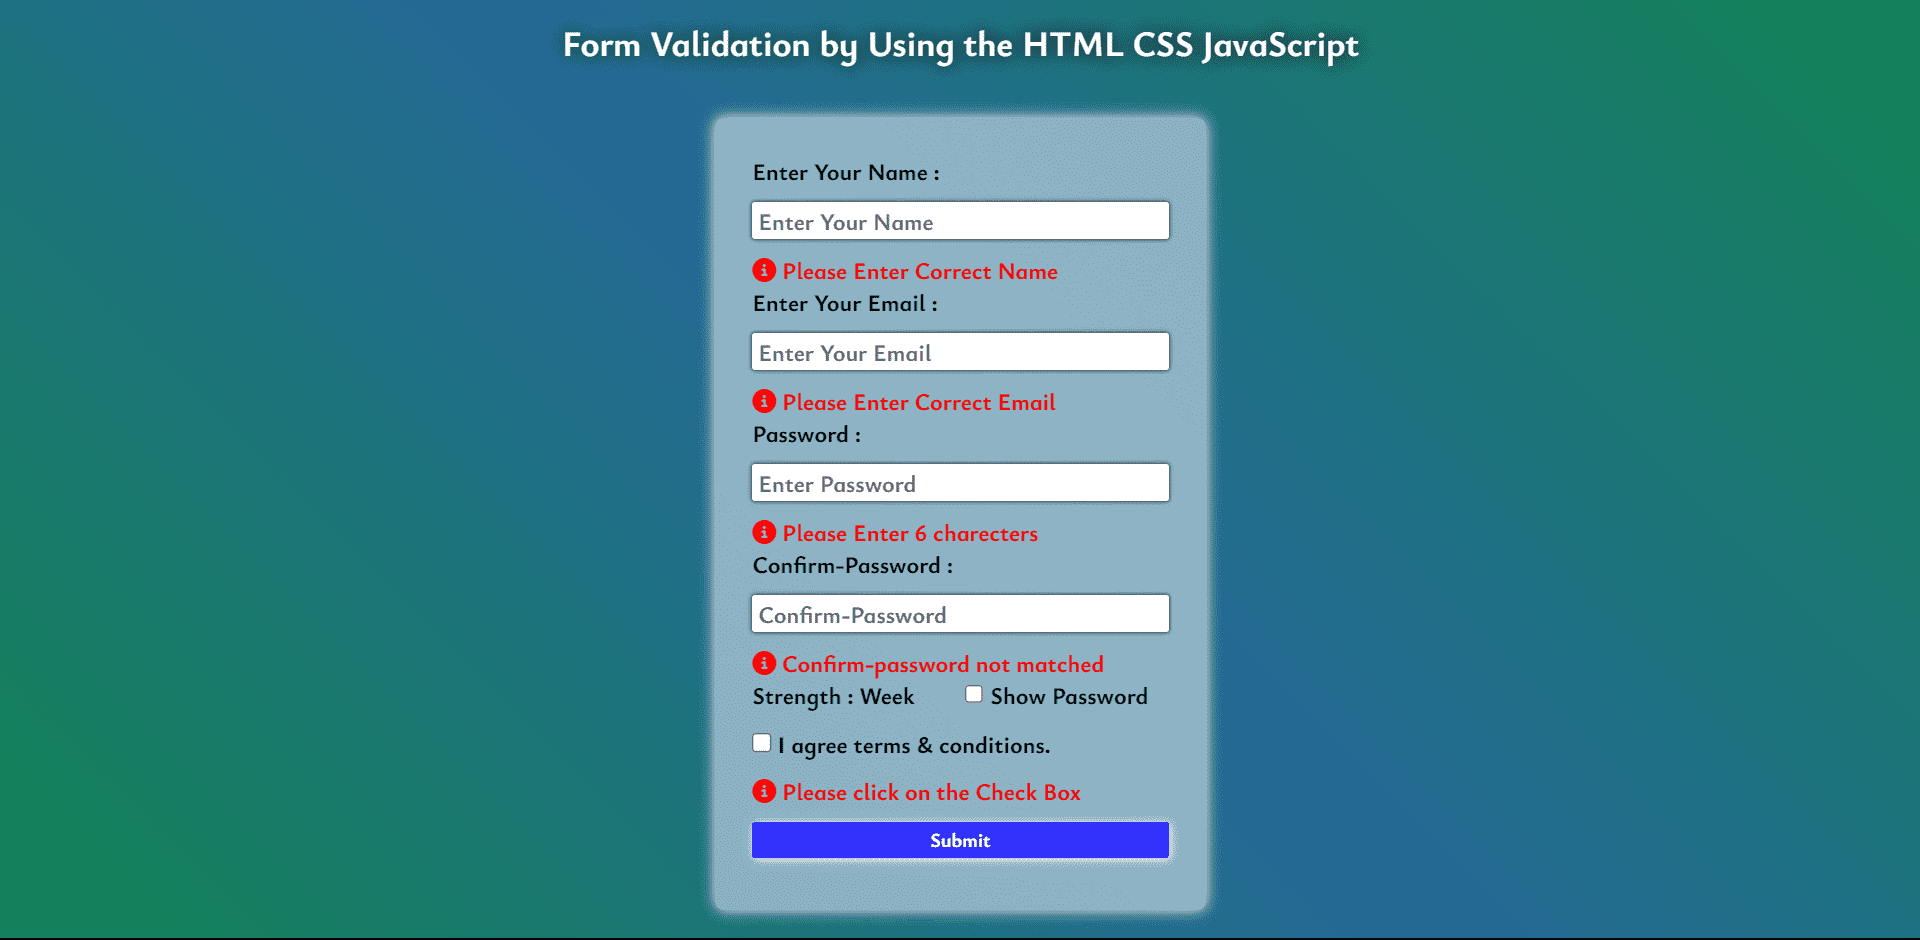 Form Validation by Using the HTML CSS JavaScript
Enter Your Name :
Enter Your Name
Please Enter Correct Name
Enter Your Email :
Enter Your Email
Please Enter Correct Email
Password :
Enter Password
Please Enter 6 charecters
Confirm-Password :
Confirm-Password
Confirm-password not matched
Strength : Week Show Password
I agree terms & conditions.
Please click on the Check Box
Submit